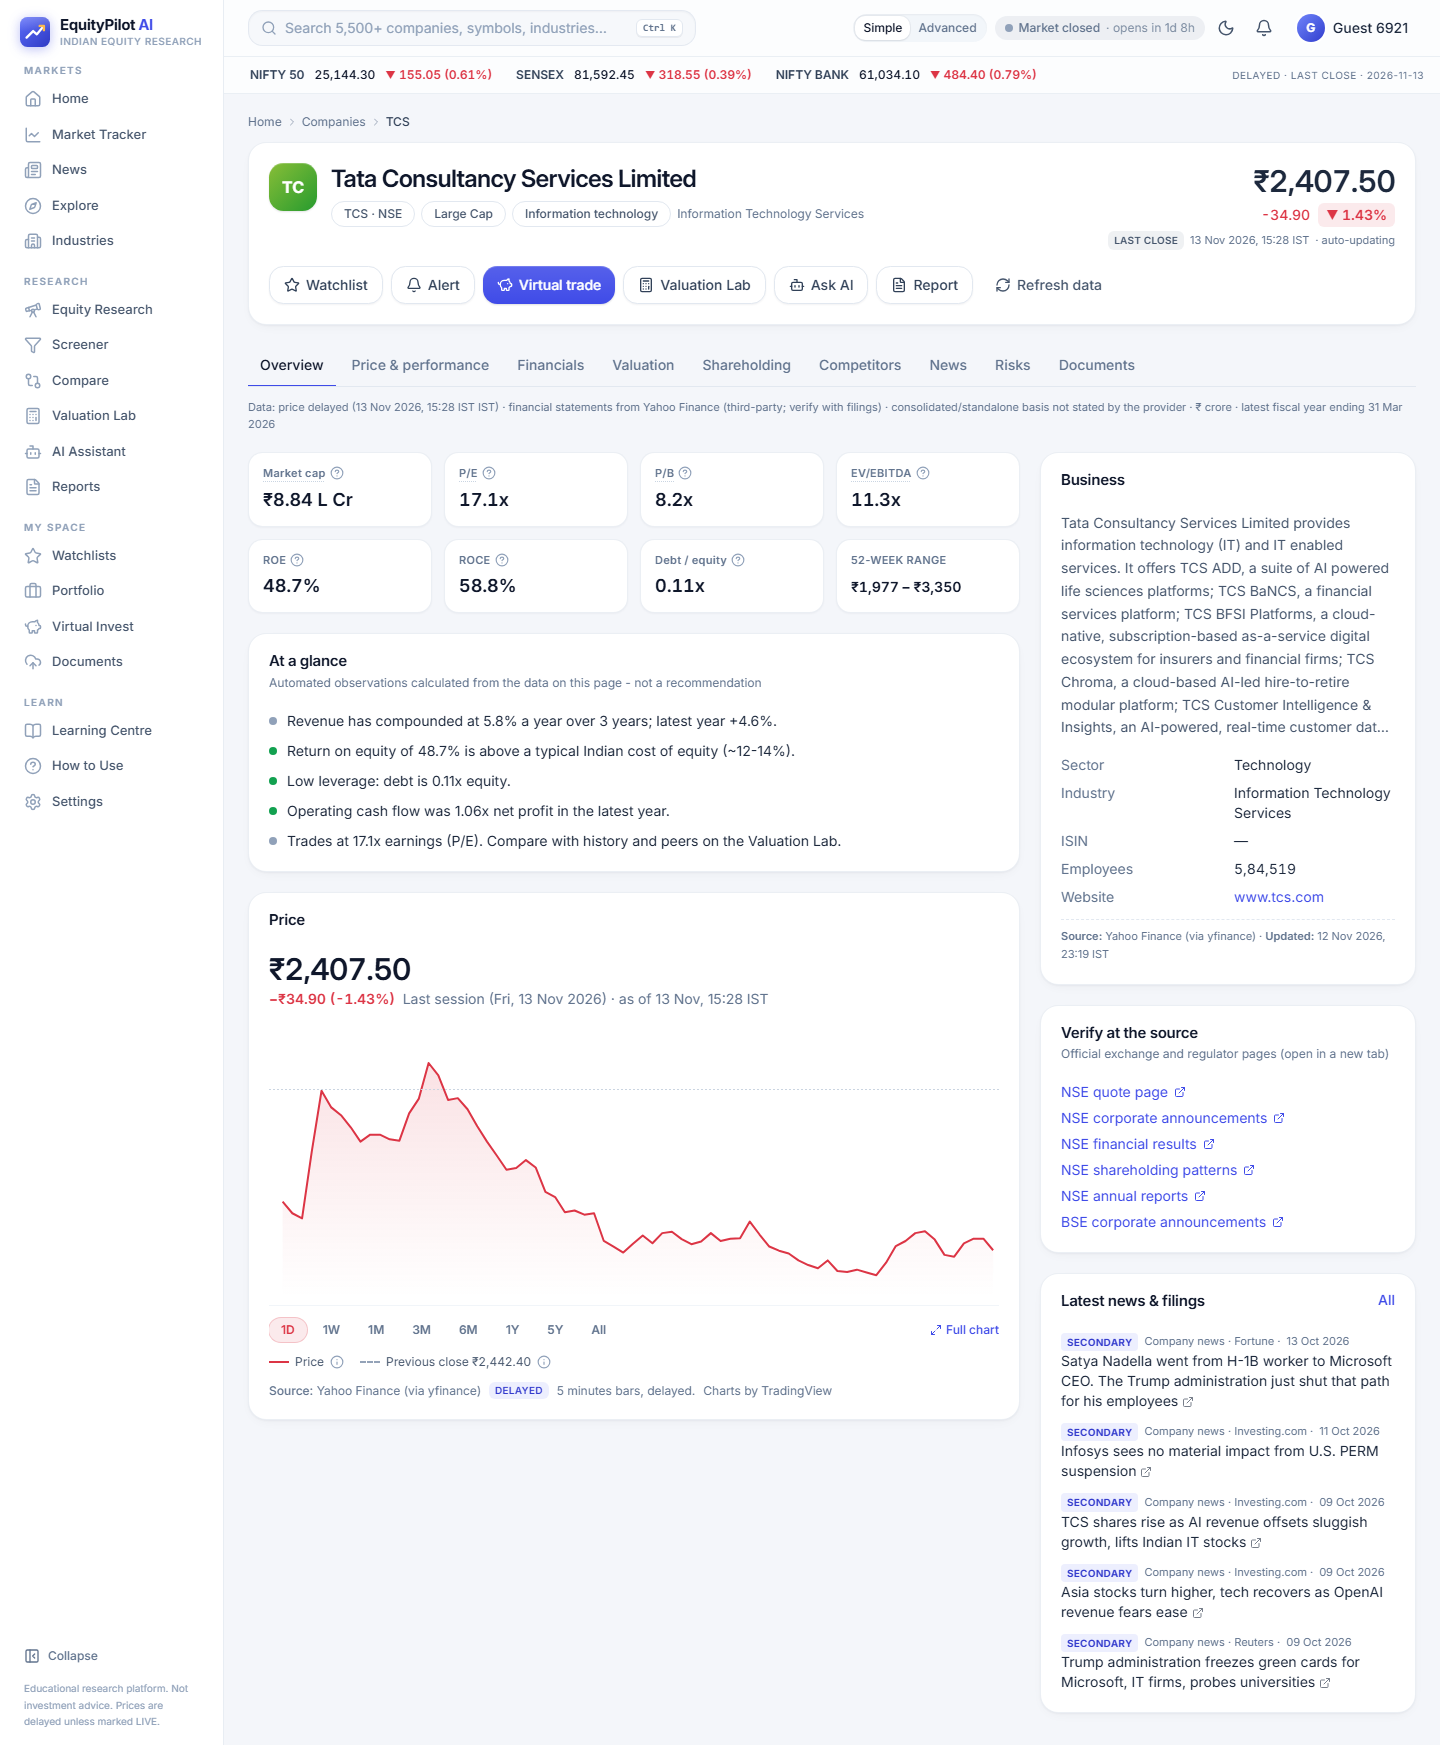 EquityPilot AI
INDIAN EQUITY RESEARCH
MARKETS
Home
Market Tracker
News
Explore
Industries
RESEARCH
Equity Research
Screener
Compare
Valuation Lab
AI Assistant
Reports
MY SPACE
Watchlists
Portfolio
Virtual Invest
Documents
LEARN
Learning Centre
How to Use
Settings
Collapse
Educational research platform. Not
investment advice. Prices are
delayed unless marked LIVE.
Search 5,500+ companies, symbols, industries... Ctrl K
Simple Advanced
Market closed · opens in 1d 8h
G Guest 6921
NIFTY 50 25,144.30 ▼ 155.05 (0.61%) SENSEX 81,592.45 ▼ 318.55 (0.39%) NIFTY BANK 61,034.10 ▼ 484.40 (0.79%)
DELAYED · LAST CLOSE · 2026-11-13
Home › Companies › TCS
TC
Tata Consultancy Services Limited
TCS · NSE Large Cap Information technology Information Technology Services
₹2,407.50
-34.90 ▼ 1.43%
LAST CLOSE 13 Nov 2026, 15:28 IST · auto-updating
Watchlist Alert Virtual trade Valuation Lab Ask AI Report Refresh data
Overview Price & performance Financials Valuation Shareholding Competitors News Risks Documents
Data: price delayed (13 Nov 2026, 15:28 IST IST) · financial statements from Yahoo Finance (third-party; verify with filings) · consolidated/standalone basis not stated by the provider · ₹ crore · latest fiscal year ending 31 Mar
2026
Market cap
₹8.84 L Cr
P/E
17.1x
P/B
8.2x
EV/EBITDA
11.3x
ROE
48.7%
ROCE
58.8%
Debt / equity
0.11x
52-WEEK RANGE
₹1,977 – ₹3,350
At a glance
Automated observations calculated from the data on this page - not a recommendation
Revenue has compounded at 5.8% a year over 3 years; latest year +4.6%.
Return on equity of 48.7% is above a typical Indian cost of equity (~12-14%).
Low leverage: debt is 0.11x equity.
Operating cash flow was 1.06x net profit in the latest year.
Trades at 17.1x earnings (P/E). Compare with history and peers on the Valuation Lab.
Price
₹2,407.50
−₹34.90 (-1.43%) Last session (Fri, 13 Nov 2026) · as of 13 Nov, 15:28 IST
1D 1W 1M 3M 6M 1Y 5Y All
Full chart
Price Previous close ₹2,442.40
Source: Yahoo Finance (via yfinance) DELAYED 5 minutes bars, delayed. Charts by TradingView
Business
Tata Consultancy Services Limited provides
information technology (IT) and IT enabled
services. It offers TCS ADD, a suite of AI powered
life sciences platforms; TCS BaNCS, a financial
services platform; TCS BFSI Platforms, a cloud-
native, subscription-based as-a-service digital
ecosystem for insurers and financial firms; TCS
Chroma, a cloud-based AI-led hire-to-retire
modular platform; TCS Customer Intelligence &
Insights, an AI-powered, real-time customer dat...
Sector Technology
Industry Information Technology
Services
ISIN —
Employees 5,84,519
Website www.tcs.com
Source: Yahoo Finance (via yfinance) · Updated: 12 Nov 2026,
23:19 IST
Verify at the source
Official exchange and regulator pages (open in a new tab)
NSE quote page
NSE corporate announcements
NSE financial results
NSE shareholding patterns
NSE annual reports
BSE corporate announcements
Latest news & filings All
SECONDARY Company news · Fortune · 13 Oct 2026
Satya Nadella went from H-1B worker to Microsoft
CEO. The Trump administration just shut that path
for his employees
SECONDARY Company news · Investing.com · 11 Oct 2026
Infosys sees no material impact from U.S. PERM
suspension
SECONDARY Company news · Investing.com · 09 Oct 2026
TCS shares rise as AI revenue offsets sluggish
growth, lifts Indian IT stocks
SECONDARY Company news · Investing.com · 09 Oct 2026
Asia stocks turn higher, tech recovers as OpenAI
revenue fears ease
SECONDARY Company news · Reuters · 09 Oct 2026
Trump administration freezes green cards for
Microsoft, IT firms, probes universities